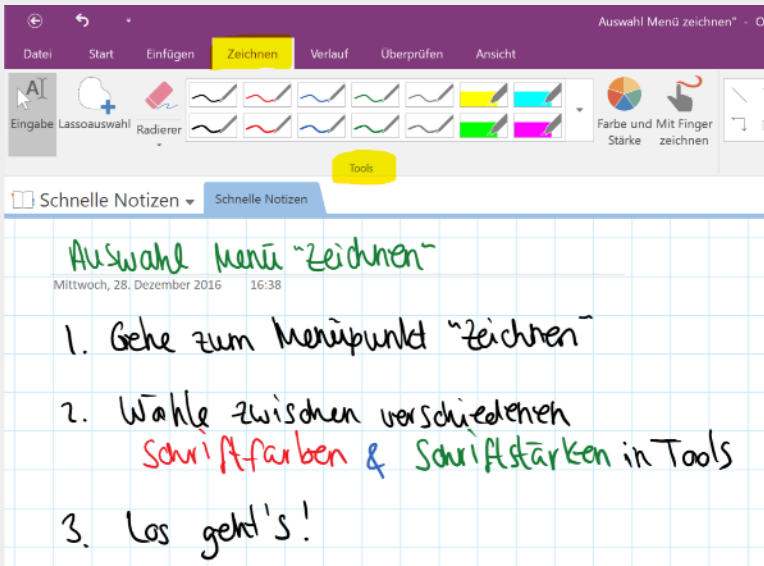 Auswahl Menü zeichnen" - O
Datei Start Einfügen Zeichnen Verlauf Überprüfen Ansicht
Eingabe Lassoauswahl Radierer Farbe und Stärke Mit Finger zeichnen
Tools
Schnelle Notizen Schnelle Notizen
Auswahl Menü "Zeichnen"
Mittwoch, 28. Dezember 2016 16:38
1. Gehe zum Menüpunkt "Zeichnen"
2. Wähle zwischen verschiedenen
Schriftfarben & Schriftstärken in Tools
3. Los geht's!